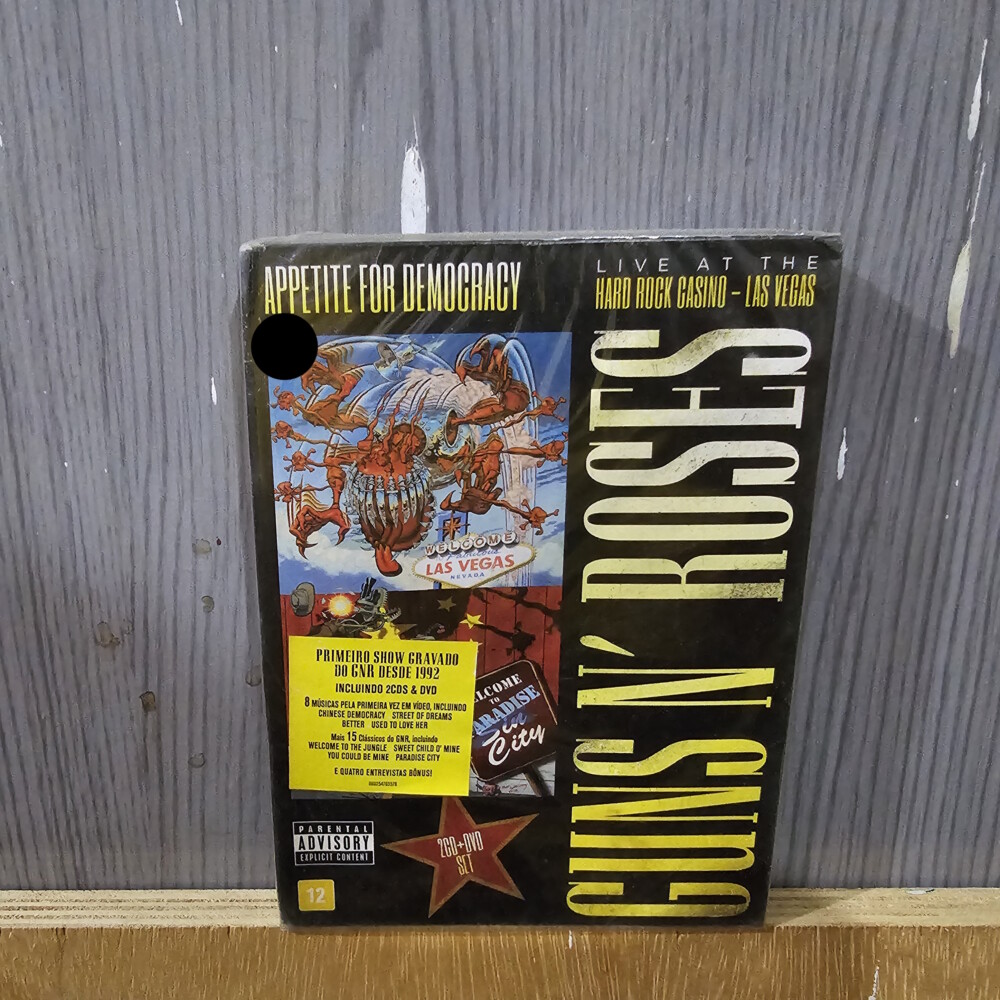 APPETITE FOR DEMOCRACY
LIVE AT THE
HARD ROCK CASINO – LAS VEGAS
GUNS N' ROSES
WELCOME
LAS VEGAS
NEVADA
PRIMEIRO SHOW GRAVADO
DO GNR DESDE 1992
INCLUINDO 2CDS & DVD
8 MÚSICAS PELA PRIMEIRA VEZ EM VÍDEO, INCLUINDO
CHINESE DEMOCRACY STREET OF DREAMS
BETTER USED TO LOVE HER
Mais 15 Clássicos do GNR, incluindo
WELCOME TO THE JUNGLE SWEET CHILD O' MINE
YOU COULD BE MINE PARADISE CITY
E QUATRO ENTREVISTAS BÔNUS!
LCOME
TO
PARADISE
City
2CD+DVD
SET
PARENTAL
ADVISORY
EXPLICIT CONTENT
12